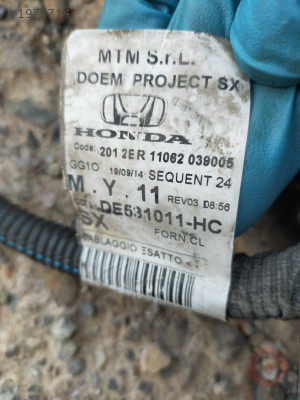 MTM S.r.L.
DOEM PROJECT SX
HONDA
Code: 201 2ER 11062 039005
GG10 19/09/14 SEQUENT 24
M.Y. 11 REV03 08:56
DE531011-HC
SX FORN.CL
ESATTO